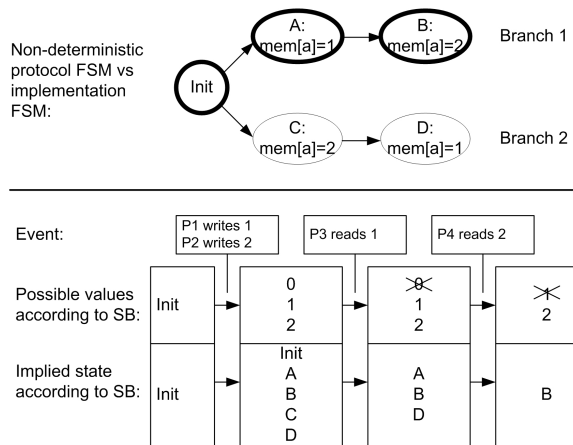 Non-deterministic
protocol FSM vs
implementation
FSM:
Init
A:
mem[a]=1
B:
mem[a]=2
Branch 1
C:
mem[a]=2
D:
mem[a]=1
Branch 2
Event:
P1 writes 1
P2 writes 2
P3 reads 1
P4 reads 2
Possible values
according to SB:
Init
0
1
2
0
1
2
1
2
Implied state
according to SB:
Init
Init
A
B
C
D
A
B
D
B